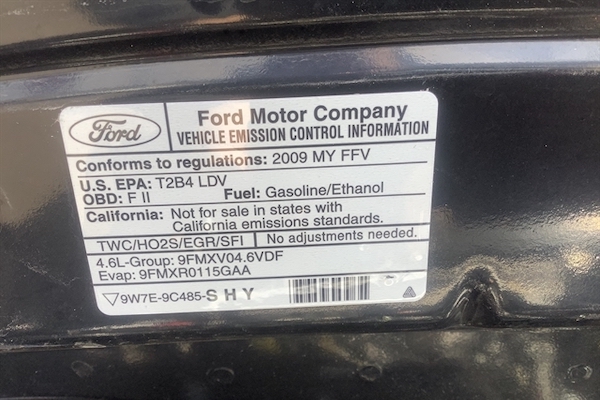 Ford
Ford Motor Company
VEHICLE EMISSION CONTROL INFORMATION
Conforms to regulations: 2009 MY FFV
U.S. EPA: T2B4 LDV
OBD: F II Fuel: Gasoline/Ethanol
California: Not for sale in states with
California emissions standards.
TWC/HO2S/EGR/SFI No adjustments needed.
4.6L-Group: 9FMXV04.6VDF
Evap: 9FMXR0115GAA
9W7E-9C485-S H Y